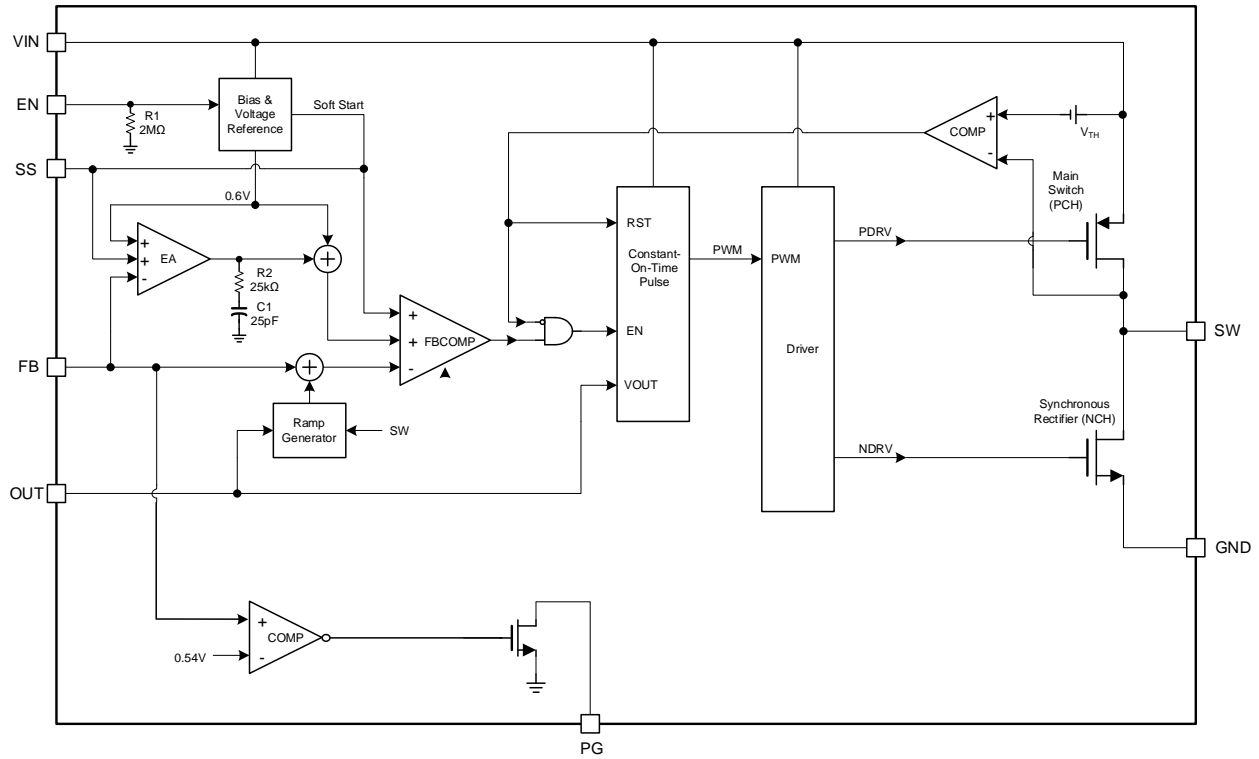 VIN
EN
R1
2MΩ
Bias &
Voltage
Reference
Soft Start
SS
0.6V
+
+
-
EA
R2
25kΩ
C1
25pF
+
+
-
FBCOMP
FB
Ramp
Generator
SW
OUT
RST
Constant-
On-Time
Pulse
EN
VOUT
PWM
PWM
Driver
COMP
+
-
VTH
Main
Switch
(PCH)
PDRV
SW
Synchronous
Rectifier (NCH)
NDRV
GND
+
-
COMP
0.54V
PG